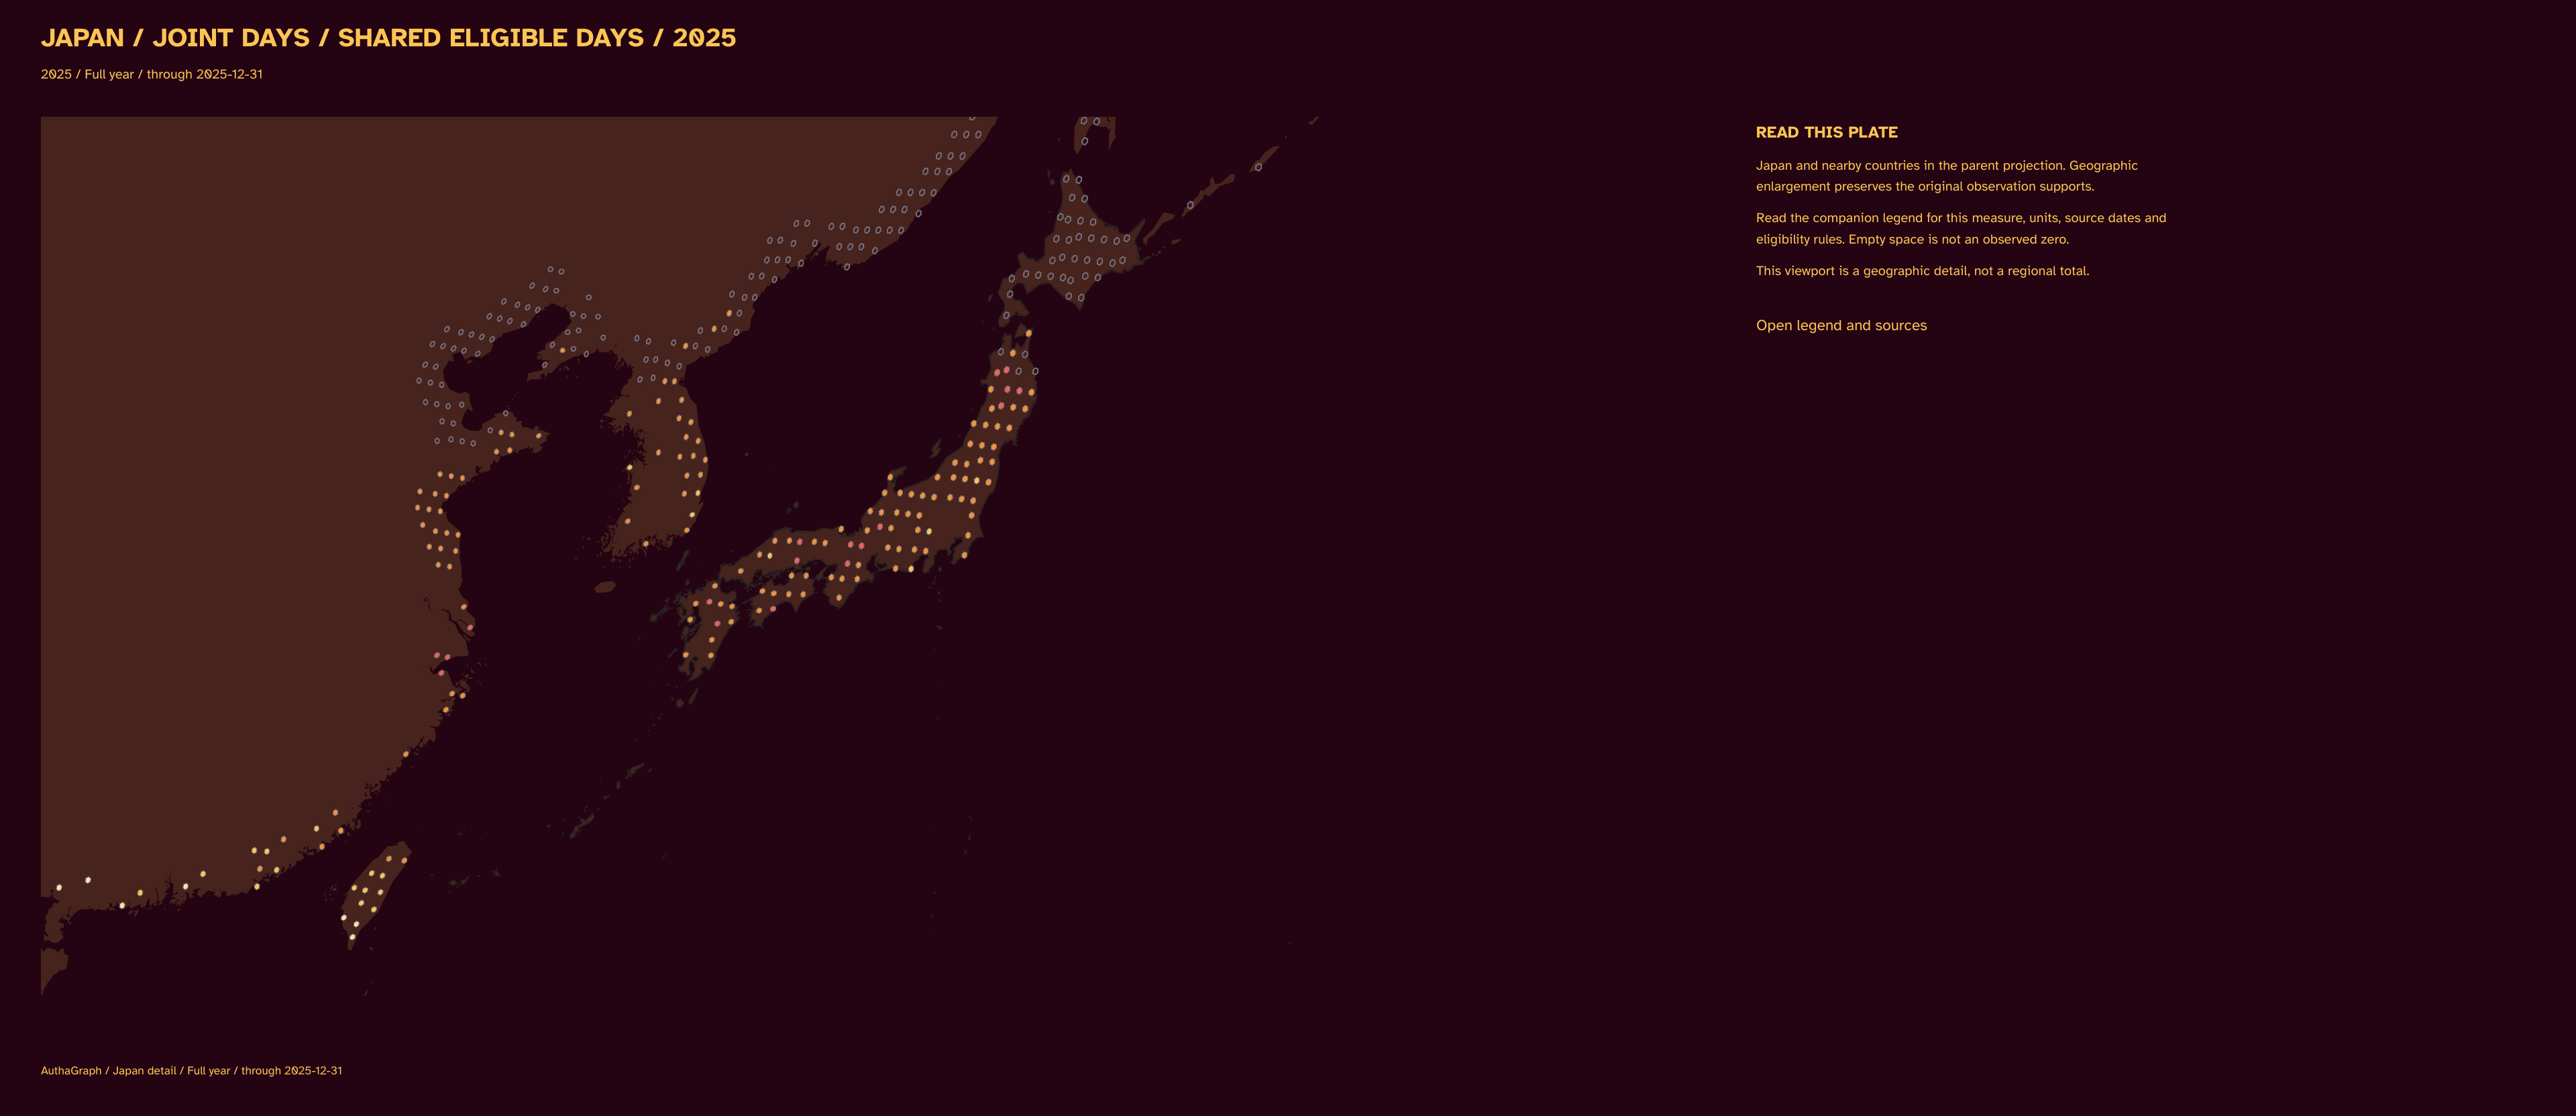 JAPAN / JOINT DAYS / SHARED ELIGIBLE DAYS / 2025
2025 / Full year / through 2025-12-31
READ THIS PLATE
Japan and nearby countries in the parent projection. Geographic
enlargement preserves the original observation supports.
Read the companion legend for this measure, units, source dates and
eligibility rules. Empty space is not an observed zero.
This viewport is a geographic detail, not a regional total.
Open legend and sources
AuthaGraph / Japan detail / Full year / through 2025-12-31